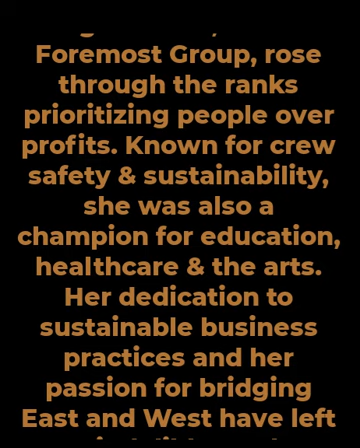 Foremost Group, rose
through the ranks
prioritizing people over
profits. Known for crew
safety & sustainability,
she was also a
champion for education,
healthcare & the arts.
Her dedication to
sustainable business
practices and her
passion for bridging
East and West have left